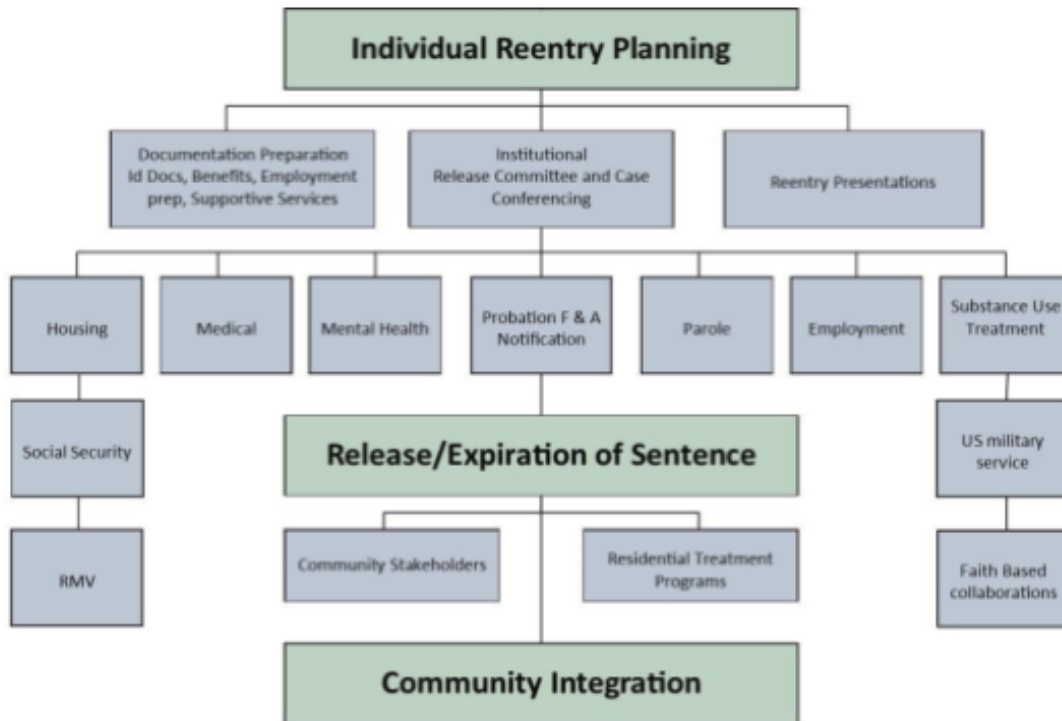 Individual Reentry Planning
Documentation Preparation
Id Docs, Benefits, Employment
prep, Supportive Services
Institutional
Release Committee and Case
Conferencing
Reentry Presentations
Housing
Medical
Mental Health
Probation F & A
Notification
Parole
Employment
Substance Use
Treatment
Social Security
Release/Expiration of Sentence
US military
service
RMV
Community Stakeholders
Residential Treatment
Programs
Faith Based
collaborations
Community Integration